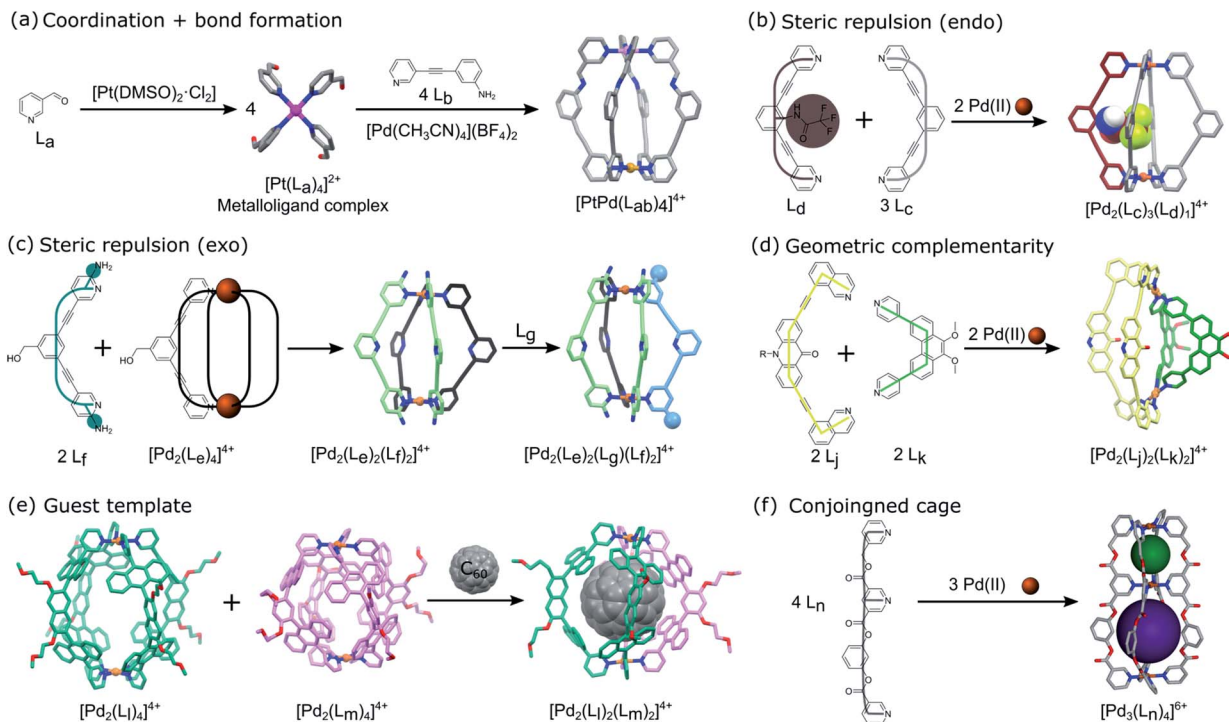 (a) Coordination + bond formation
O
N
La
[Pt(DMSO)2·Cl2]
4
[Pt(La)4]2+
Metalloligand complex
N
NH2
4 Lb
[Pd(CH3CN)4](BF4)2
[PtPd(Lab)4]4+
(b) Steric repulsion (endo)
N
N
H
O
F
F
F
N
Ld
+
N
N
3 Lc
2 Pd(II)
[Pd2(Lc)3(Ld)1]4+
(c) Steric repulsion (exo)
NH2
N
HO
N
NH2
2 Lf
+
N
HO
N
[Pd2(Le)4]4+
[Pd2(Le)2(Lf)2]4+
Lg
[Pd2(Le)2(Lg)(Lf)2]4+
(d) Geometric complementarity
N
R-N
O
N
2 Lj
+
N
O
O
N
2 Lk
2 Pd(II)
[Pd2(Lj)2(Lk)2]4+
(e) Guest template
[Pd2(Ll)4]4+
+
[Pd2(Lm)4]4+
C60
[Pd2(Ll)2(Lm)2]4+
(f) Conjoingned cage
4 Ln
N
O
O
O
N
O
O
O
O
N
3 Pd(II)
[Pd3(Ln)4]6+